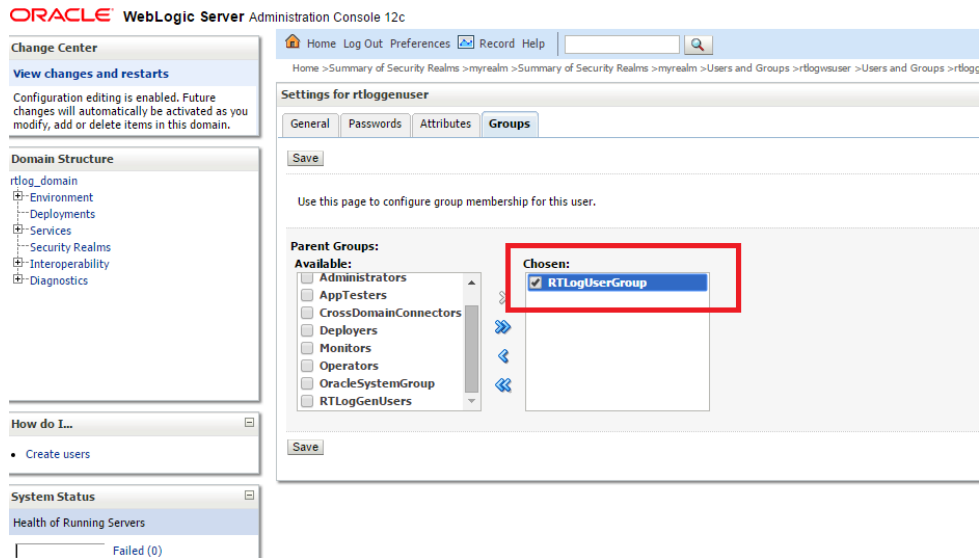 ORACLE WebLogic Server Administration Console 12c
Change Center
View changes and restarts
Configuration editing is enabled. Future
changes will automatically be activated as you
modify, add or delete items in this domain.
Domain Structure
rtlog_domain
Environment
Deployments
Services
Security Realms
Interoperability
Diagnostics
How do I...
Create users
System Status
Health of Running Servers
Failed (0)
Home Log Out Preferences Record Help
Home >Summary of Security Realms >myrealm >Summary of Security Realms >myrealm >Users and Groups >rtlogwsuser >Users and Groups >rtlogg
Settings for rtloggenuser
General Passwords Attributes Groups
Save
Use this page to configure group membership for this user.
Parent Groups:
Available:
Administrators
AppTesters
CrossDomainConnectors
Deployers
Monitors
Operators
OracleSystemGroup
RTLogGenUsers
Chosen:
RTLogUserGroup
Save